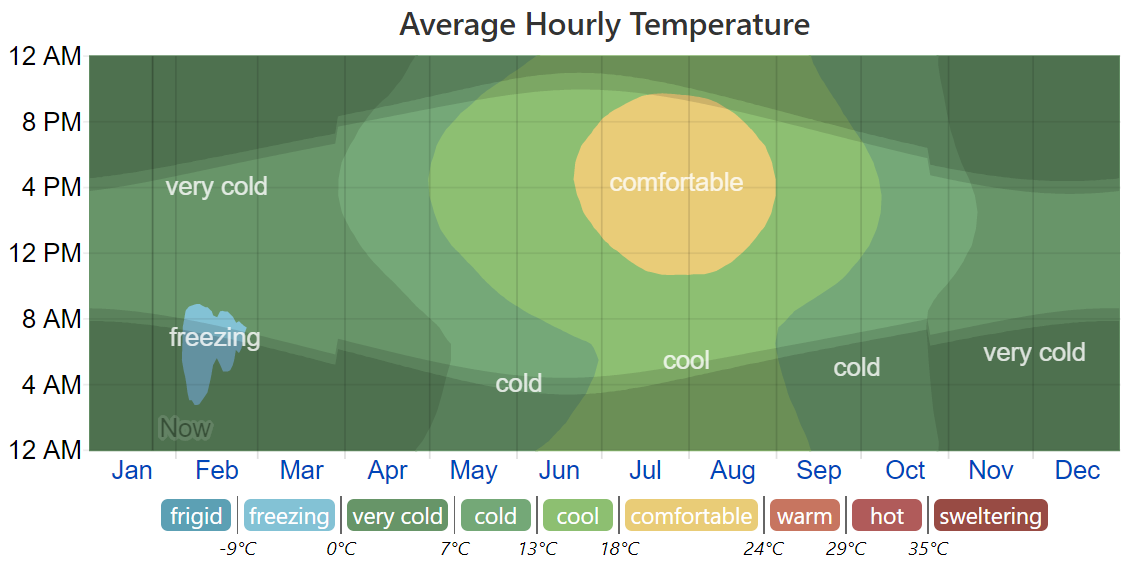 Average Hourly Temperature
12 AM
8 PM
4 PM
12 PM
8 AM
4 AM
12 AM
very cold
comfortable
freezing
very cold
cool
cold
cold
Now
Jan Feb Mar Apr May Jun Jul Aug Sep Oct Nov Dec
frigid freezing very cold cold cool comfortable warm hot sweltering
-9°C 0°C 7°C 13°C 18°C 24°C 29°C 35°C